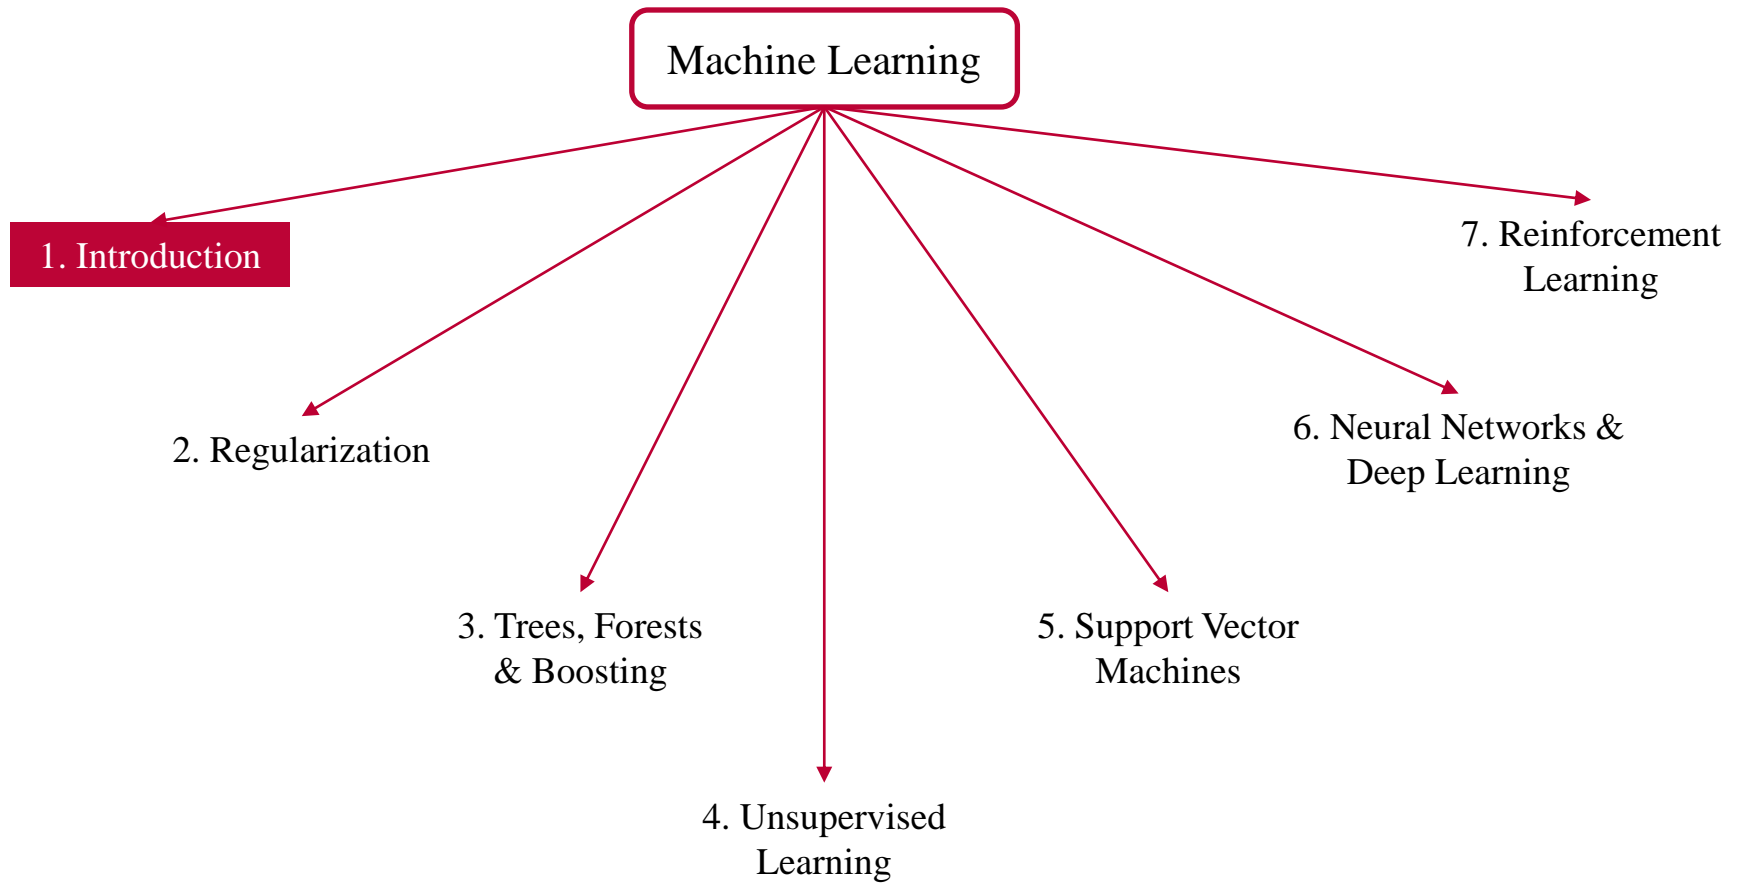 Machine Learning
1. Introduction
2. Regularization
3. Trees, Forests
& Boosting
4. Unsupervised
Learning
5. Support Vector
Machines
6. Neural Networks &
Deep Learning
7. Reinforcement
Learning